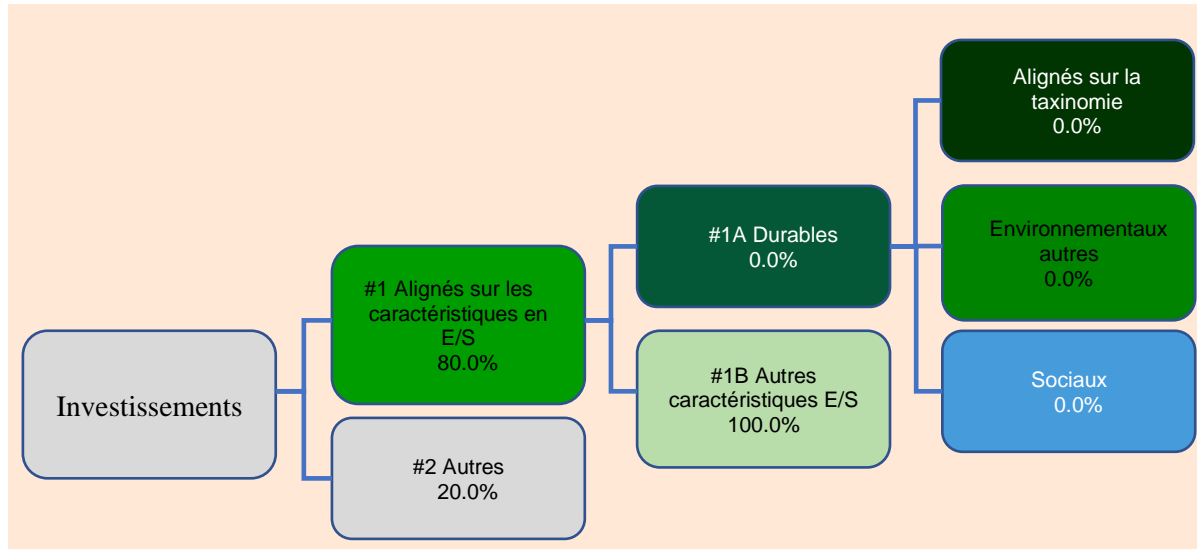 Investissements
#1 Alignés sur les
caractéristiques en
E/S
80.0%
#2 Autres
20.0%
#1A Durables
0.0%
#1B Autres
caractéristiques E/S
100.0%
Alignés sur la
taxinomie
0.0%
Environnementaux
autres
0.0%
Sociaux
0.0%